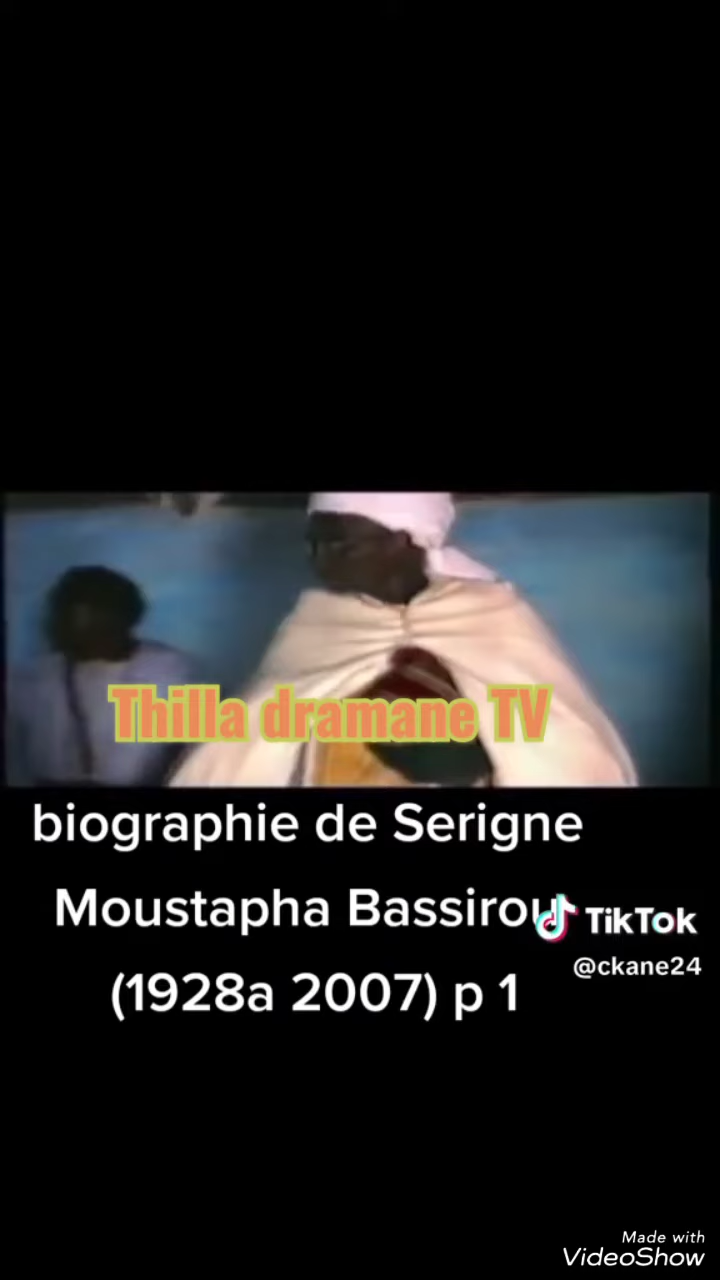 Thilla dramane TV
biographie de Serigne
Moustapha Bassirou
(1928a 2007) p 1
TikTok
@ckane24
Made with
VideoShow